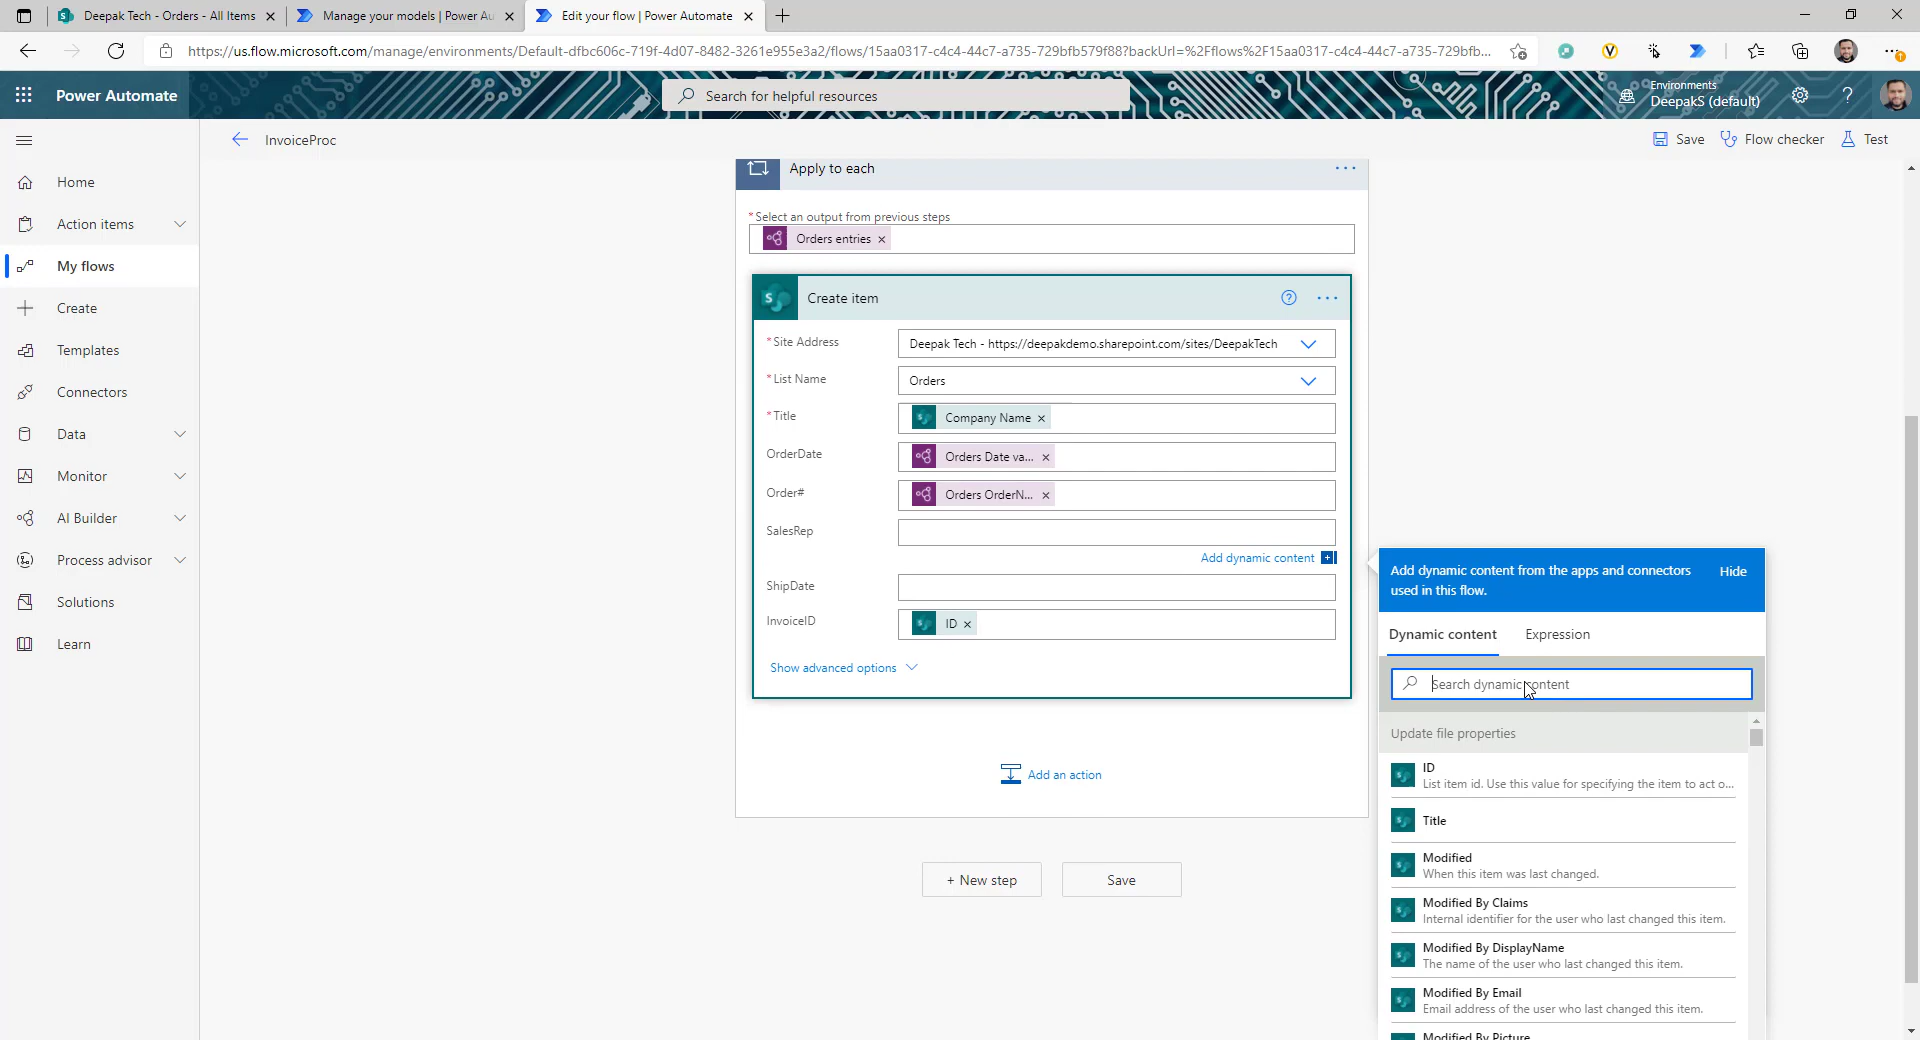 Deepak Tech - Orders - All Items
Manage your models | Power Au
Edit your flow | Power Automate
https://us.flow.microsoft.com/manage/environments/Default-dfbc606c-719f-4d07-8482-3261e955e3a2/flows/15aa0317-c4c4-44c7-a735-729bfb579f88?backUrl=%2Fflows%2F15aa0317-c4c4-44c7-a735-729bfb...
Power Automate
Search for helpful resources
Environments
DeepakS (default)
InvoiceProc
Save
Flow checker
Test
Home
Action items
My flows
Create
Templates
Connectors
Data
Monitor
AI Builder
Process advisor
Solutions
Learn
Apply to each
* Select an output from previous steps
Orders entries
Create item
* Site Address
Deepak Tech - https://deepakdemo.sharepoint.com/sites/DeepakTech
* List Name
Orders
* Title
Company Name
OrderDate
Orders Date va...
Order#
Orders OrderN...
SalesRep
Add dynamic content
ShipDate
InvoiceID
ID
Show advanced options
Add an action
+ New step
Save
Add dynamic content from the apps and connectors
used in this flow.
Hide
Dynamic content
Expression
Search dynamic content
Update file properties
ID
List item id. Use this value for specifying the item to act o...
Title
Modified
When this item was last changed.
Modified By Claims
Internal identifier for the user who last changed this item.
Modified By DisplayName
The name of the user who last changed this item.
Modified By Email
Email address of the user who last changed this item.
Modified By Picture